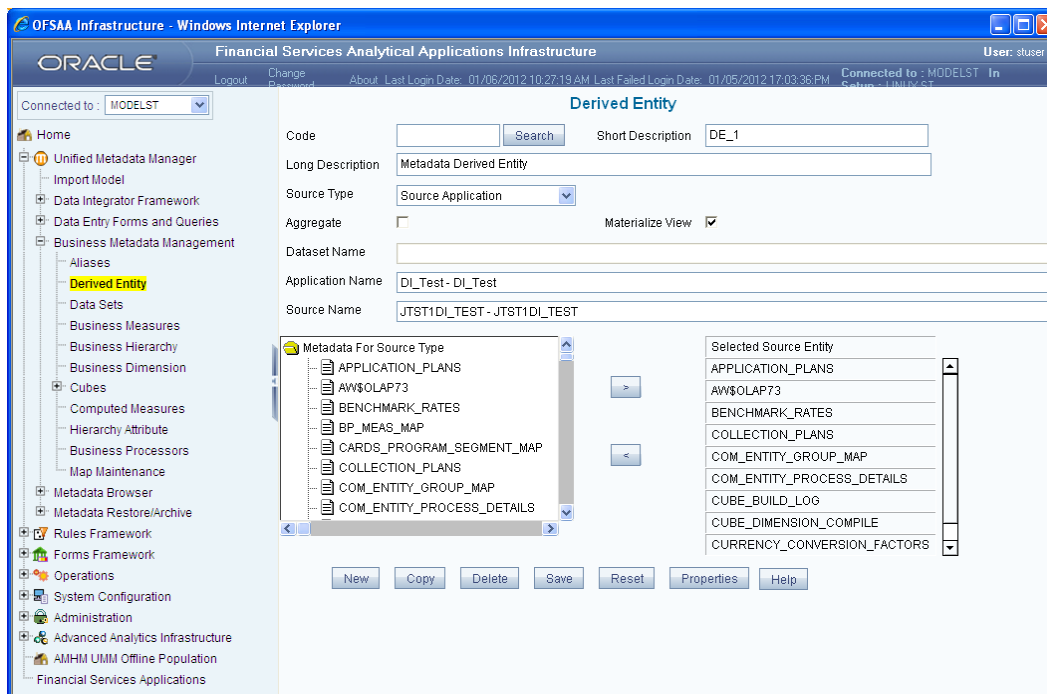 OFSAA Infrastructure - Windows Internet Explorer
ORACLE
Financial Services Analytical Applications Infrastructure
User: stuser
Logout
Change Password
About
Last Login Date: 01/06/2012 10:27:19 AM
Last Failed Login Date: 01/05/2012 17:03:36:PM
Connected to : MODELST In
Setup : LINUX ST
Connected to : MODELST
Home
Unified Metadata Manager
Import Model
Data Integrator Framework
Data Entry Forms and Queries
Business Metadata Management
Aliases
Derived Entity
Data Sets
Business Measures
Business Hierarchy
Business Dimension
Cubes
Computed Measures
Hierarchy Attribute
Business Processors
Map Maintenance
Metadata Browser
Metadata Restore/Archive
Rules Framework
Forms Framework
Operations
System Configuration
Administration
Advanced Analytics Infrastructure
AMHM UMM Offline Population
Financial Services Applications
Derived Entity
Code
Search
Short Description
DE_1
Long Description
Metadata Derived Entity
Source Type
Source Application
Aggregate
Materialize View
Dataset Name
Application Name
DI_Test - DI_Test
Source Name
JTST1DI_TEST - JTST1DI_TEST
Metadata For Source Type
APPLICATION_PLANS
AW$OLAP73
BENCHMARK_RATES
BP_MEAS_MAP
CARDS_PROGRAM_SEGMENT_MAP
COLLECTION_PLANS
COM_ENTITY_GROUP_MAP
COM_ENTITY_PROCESS_DETAILS
>
<
Selected Source Entity
APPLICATION_PLANS
AW$OLAP73
BENCHMARK_RATES
COLLECTION_PLANS
COM_ENTITY_GROUP_MAP
COM_ENTITY_PROCESS_DETAILS
CUBE_BUILD_LOG
CUBE_DIMENSION_COMPILE
CURRENCY_CONVERSION_FACTORS
New
Copy
Delete
Save
Reset
Properties
Help